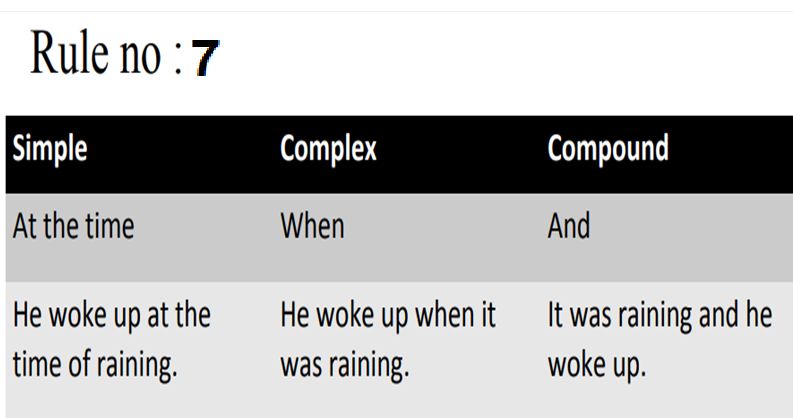 Rule no : 7
Simple Complex Compound
At the time When And
He woke up at the He woke up when it It was raining and he
time of raining. was raining. woke up.